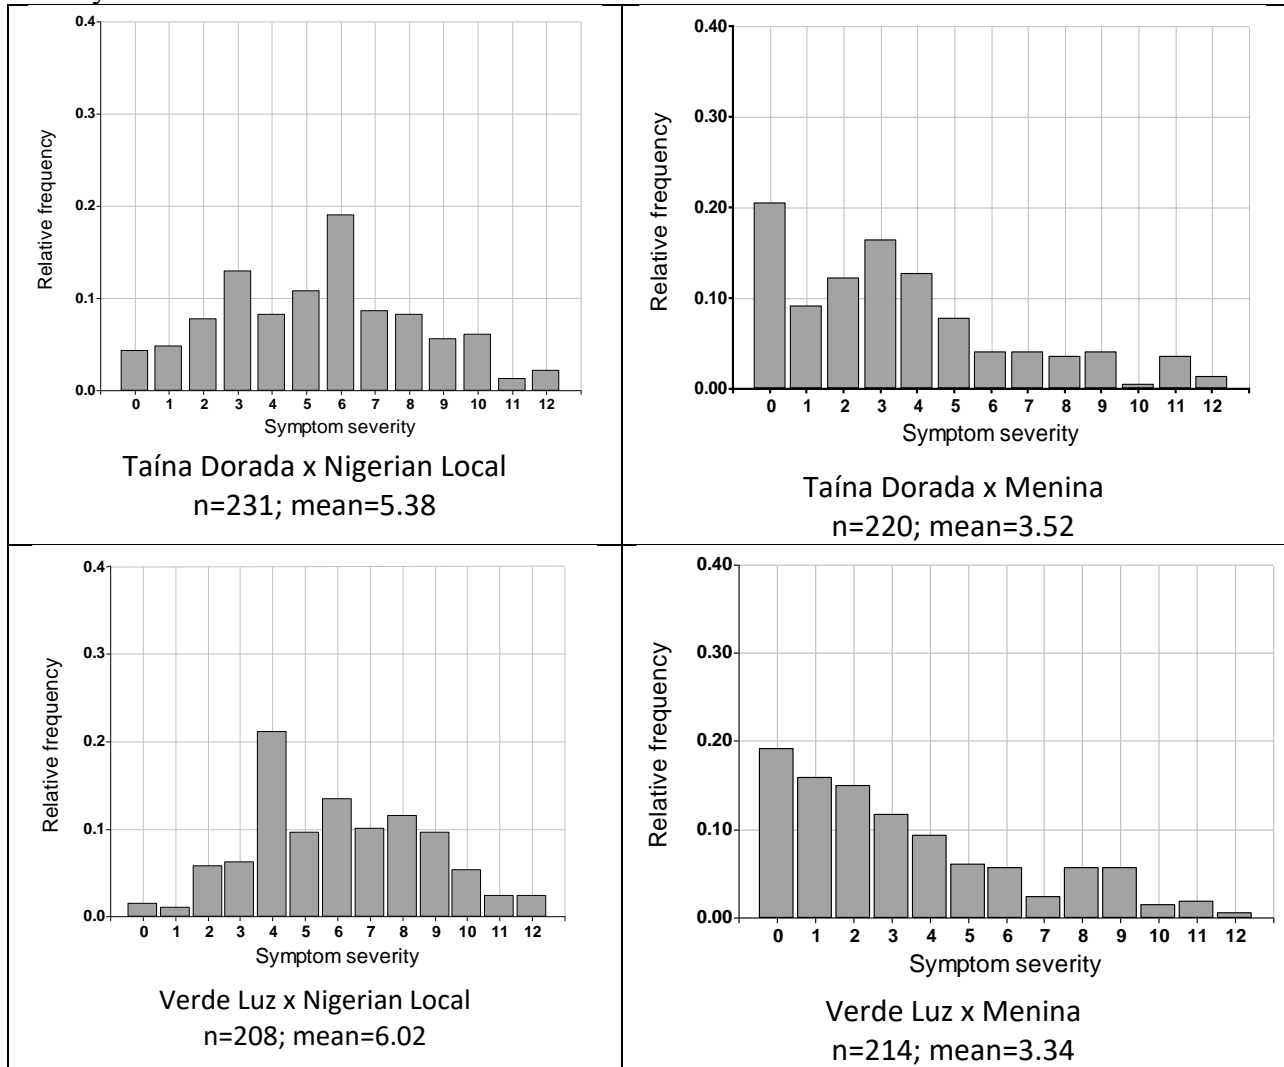 0.4
0.3
0.2
0.1
0.0
Relative frequency
0 1 2 3 4 5 6 7 8 9 10 11 12
Symptom severity
Taína Dorada x Nigerian Local
n=231; mean=5.38
0.40
0.30
0.20
0.10
0.00
Relative frequency
0 1 2 3 4 5 6 7 8 9 10 11 12
Symptom severity
Taína Dorada x Menina
n=220; mean=3.52
0.4
0.3
0.2
0.1
0.0
Relative frequency
0 1 2 3 4 5 6 7 8 9 10 11 12
Symptom severity
Verde Luz x Nigerian Local
n=208; mean=6.02
0.40
0.30
0.20
0.10
0.00
Relative frequency
0 1 2 3 4 5 6 7 8 9 10 11 12
Symptom severity
Verde Luz x Menina
n=214; mean=3.34